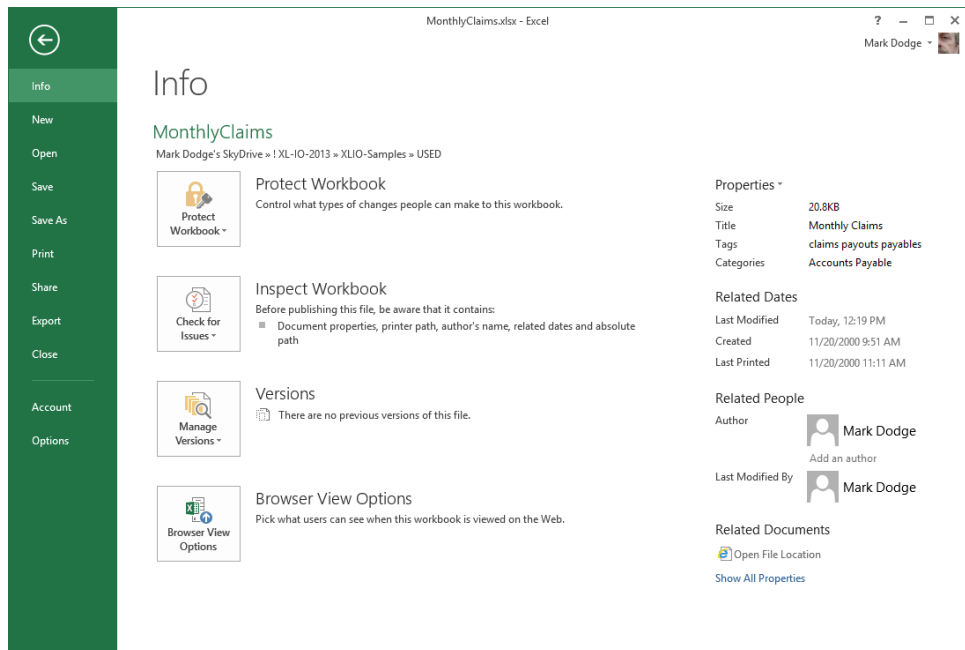 MonthlyClaims.xlsx - Excel
? – □ ✕
Mark Dodge
Info
New
Open
Save
Save As
Print
Share
Export
Close
Account
Options
Info
MonthlyClaims
Mark Dodge's SkyDrive » ! XL-IO-2013 » XLIO-Samples » USED
Protect
Workbook
Protect Workbook
Control what types of changes people can make to this workbook.
Check for
Issues
Inspect Workbook
Before publishing this file, be aware that it contains:
Document properties, printer path, author's name, related dates and absolute
path
Manage
Versions
Versions
There are no previous versions of this file.
Browser View
Options
Browser View Options
Pick what users can see when this workbook is viewed on the Web.
Properties
Size 20.8KB
Title Monthly Claims
Tags claims payouts payables
Categories Accounts Payable
Related Dates
Last Modified Today, 12:19 PM
Created 11/20/2000 9:51 AM
Last Printed 11/20/2000 11:11 AM
Related People
Author Mark Dodge
Add an author
Last Modified By Mark Dodge
Related Documents
Open File Location
Show All Properties